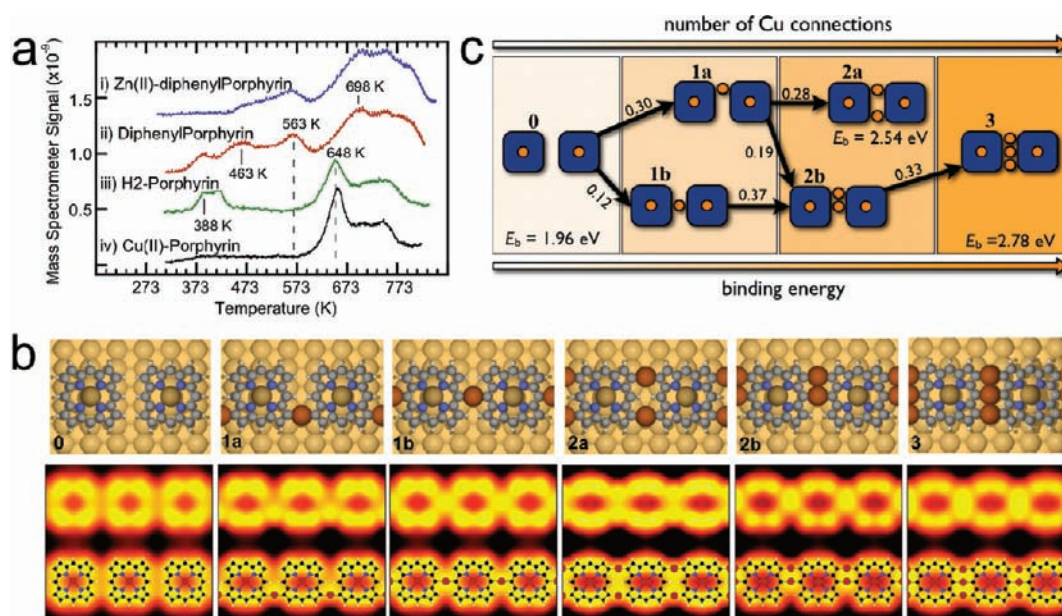 a
Mass Spectrometer Signal (x10⁻⁹)
1.5
1.0
0.5
i) Zn(II)-diphenylPorphyrin
698 K
ii) DiphenylPorphyrin
563 K
463 K
648 K
iii) H2-Porphyrin
388 K
iv) Cu(II)-Porphyrin
273 373 473 573 673 773
Temperature (K)
c
number of Cu connections
0
1a
2a
3
0.30
0.28
Eb = 2.54 eV
0.19
0.12
1b
0.37
2b
0.33
Eb = 1.96 eV
Eb =2.78 eV
binding energy
b
0
1a
1b
2a
2b
3